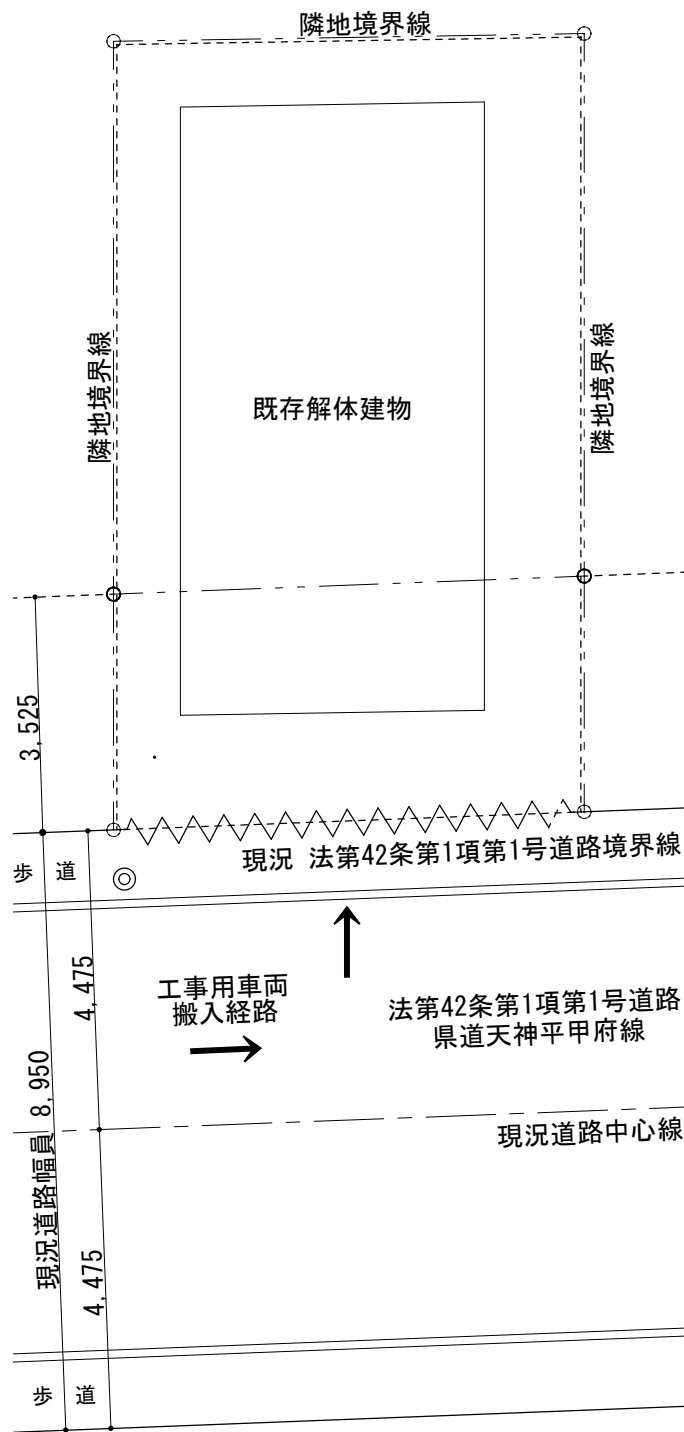 隣地境界線
隣地境界線
隣地境界線
既存解体建物
3,525
現況 法第42条第1項第1号道路境界線
歩 道
4,475
工事用車両
搬入経路
法第42条第1項第1号道路
県道天神平甲府線
現況道路幅員 8,950
現況道路中心線
4,475
歩 道